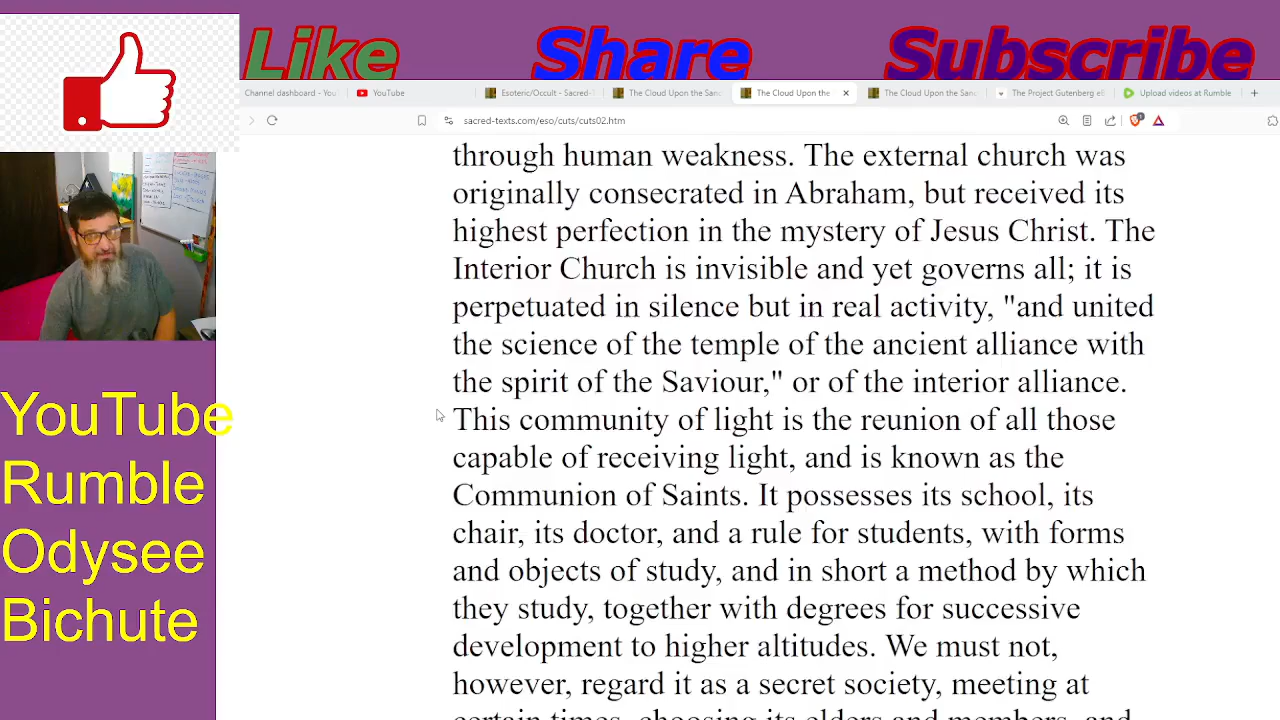 Like Share Subscribe
Channel dashboard - You
YouTube
Esoteric/Occult - Sacred-T
The Cloud Upon the Sanc
The Cloud Upon the
The Cloud Upon the Sanc
The Project Gutenberg eB
Upload videos at Rumble
sacred-texts.com/eso/cuts/cuts02.htm
through human weakness. The external church was
originally consecrated in Abraham, but received its
highest perfection in the mystery of Jesus Christ. The
Interior Church is invisible and yet governs all; it is
perpetuated in silence but in real activity, "and united
the science of the temple of the ancient alliance with
the spirit of the Saviour," or of the interior alliance.
This community of light is the reunion of all those
capable of receiving light, and is known as the
Communion of Saints. It possesses its school, its
chair, its doctor, and a rule for students, with forms
and objects of study, and in short a method by which
they study, together with degrees for successive
development to higher altitudes. We must not,
however, regard it as a secret society, meeting at
certain times, choosing its elders and members, and
YouTube
Rumble
Odysee
Bichute